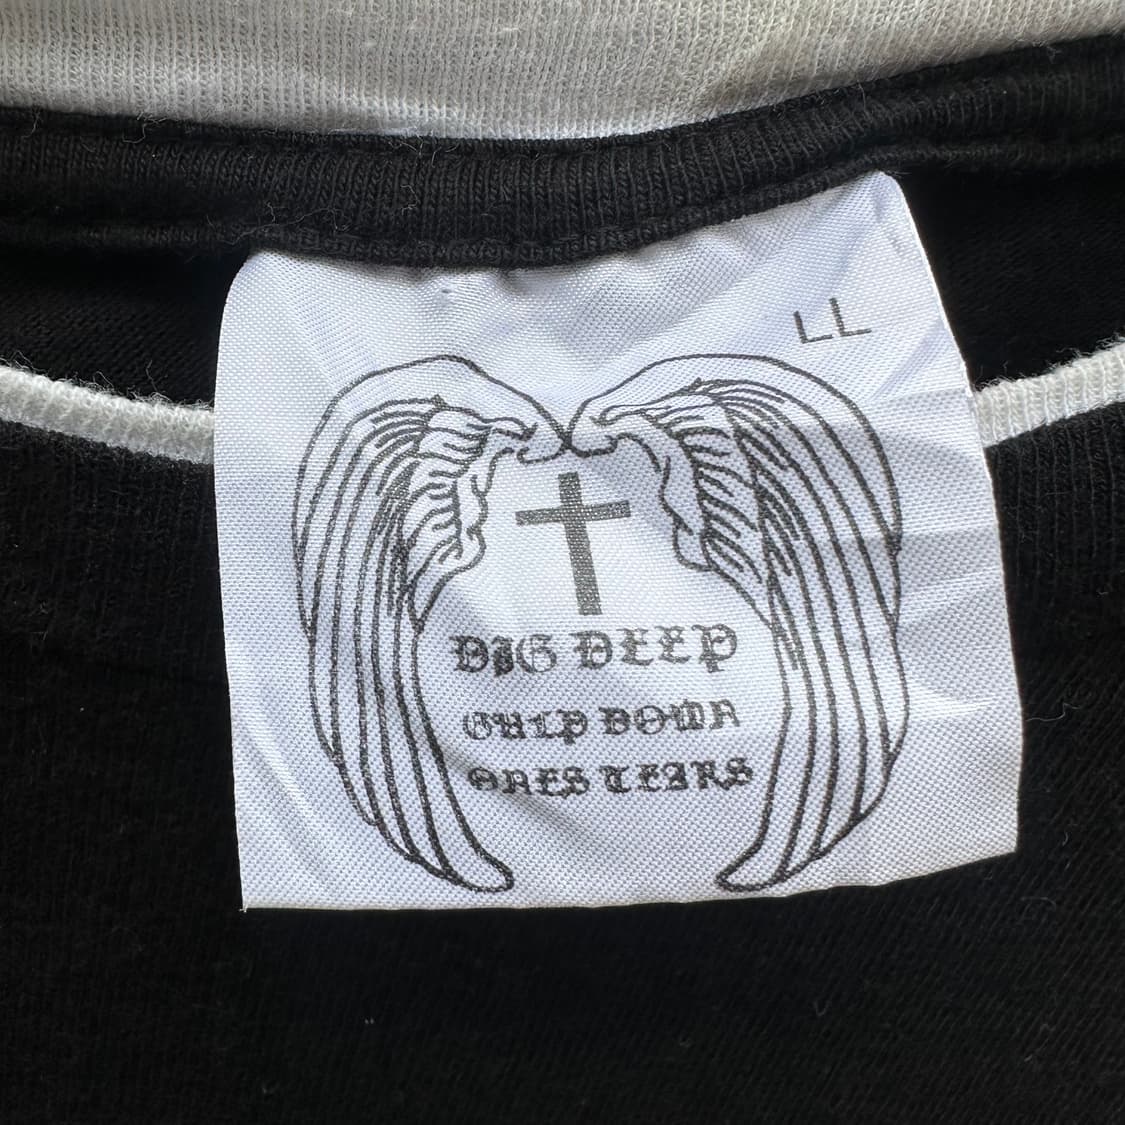 LL
DIG DEEP
GULP DOWN
ONES TEARS